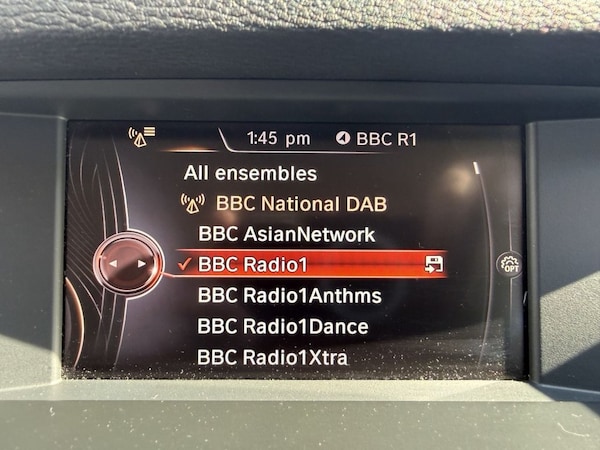 1:45 pm BBC R1
All ensembles
BBC National DAB
BBC AsianNetwork
BBC Radio1
BBC Radio1Anthms
BBC Radio1Dance
BBC Radio1Xtra
OPT